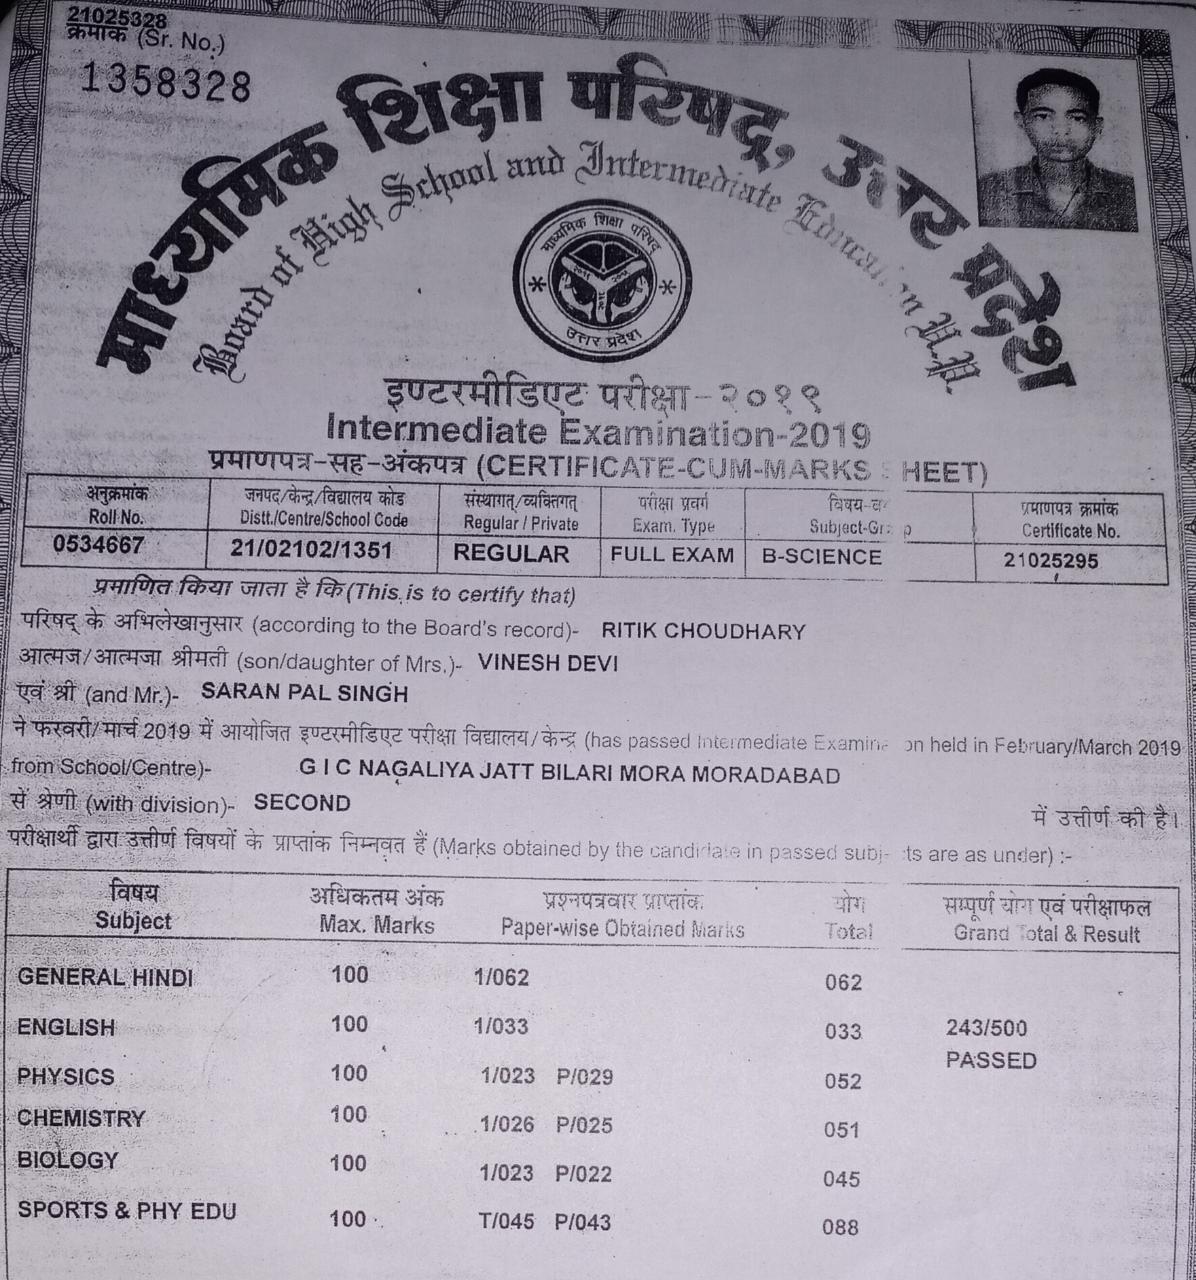 21025328
क्रमांक (Sr. No.)
1358328
माध्यमिक शिक्षा परिषद्, उत्तर प्रदेश
Board of High School and Intermediate Education U.P.
माध्यमिक शिक्षा परिषद्
उत्तर प्रदेश
इण्टरमीडिएट परीक्षा-२०१९
Intermediate Examination-2019
प्रमाणपत्र-सह-अंकपत्र (CERTIFICATE-CUM-MARKS HEET)
अनुक्रमांक जनपद/केन्द्र/विद्यालय कोड संस्थागत्/व्यक्तिगत् परीक्षा प्रवर्ग विषय-व प्रमाणपत्र क्रमांक
Roll No. Distt./Centre/School Code Regular / Private Exam. Type Subject-Gr p Certificate No.
0534667 21/02102/1351 REGULAR FULL EXAM B-SCIENCE 21025295
प्रमाणित किया जाता है कि (This is to certify that)
परिषद् के अभिलेखानुसार (according to the Board's record)- RITIK CHOUDHARY
आत्मज/आत्मजा श्रीमती (son/daughter of Mrs.)- VINESH DEVI
एवं श्री (and Mr.)- SARAN PAL SINGH
ने फरवरी/मार्च 2019 में आयोजित इण्टरमीडिएट परीक्षा विद्यालय/केन्द्र (has passed Intermediate Examin on held in February/March 2019
from School/Centre)- G I C NAGALIYA JATT BILARI MORA MORADABAD
से श्रेणी (with division)- SECOND में उत्तीर्ण की है।
परीक्षार्थी द्वारा उत्तीर्ण विषयों के प्राप्तांक निम्नवत हैं (Marks obtained by the candidate in passed subj cts are as under) :-
विषय अधिकतम अंक प्रश्नपत्रवार प्राप्तांक योग सम्पूर्ण योग एवं परीक्षाफल
Subject Max. Marks Paper-wise Obtained Marks Total Grand Total & Result
GENERAL HINDI 100 1/062 062
ENGLISH 100 1/033 033 243/500
PASSED
PHYSICS 100 1/023 P/029 052
CHEMISTRY 100 1/026 P/025 051
BIOLOGY 100 1/023 P/022 045
SPORTS & PHY EDU 100 T/045 P/043 088